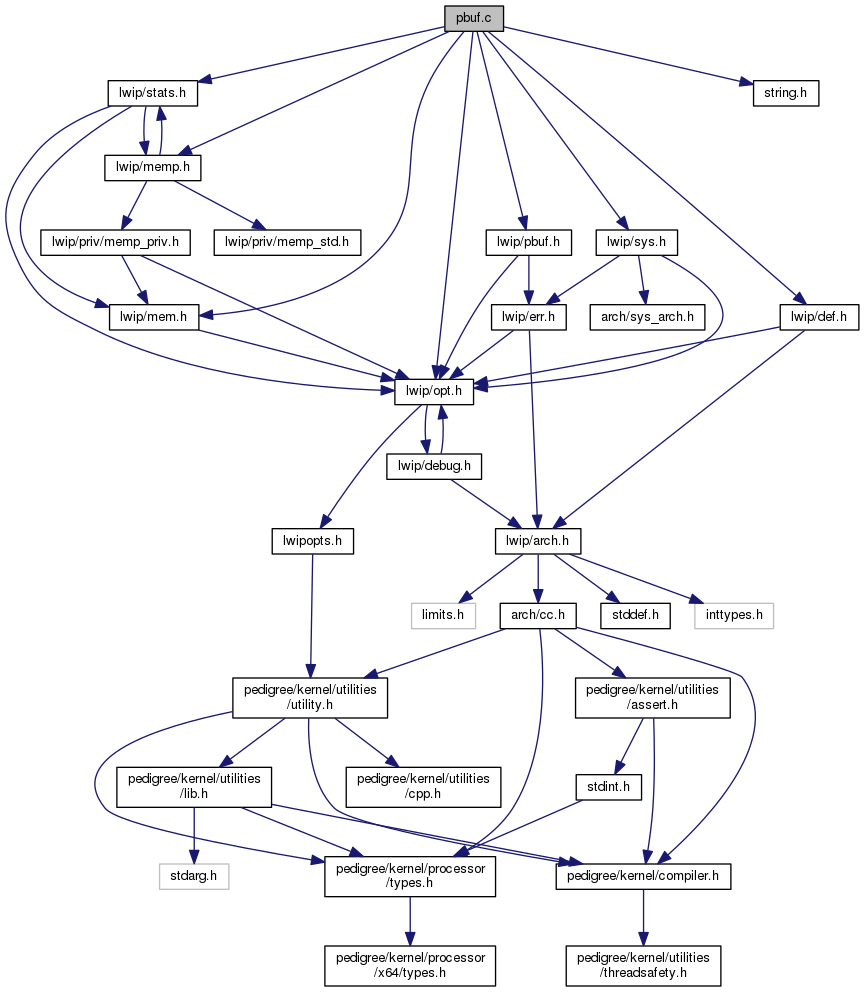 pbuf.c
lwip/stats.h
string.h
lwip/memp.h
lwip/priv/memp_priv.h
lwip/priv/memp_std.h
lwip/pbuf.h
lwip/sys.h
lwip/mem.h
lwip/err.h
arch/sys_arch.h
lwip/def.h
lwip/opt.h
lwip/debug.h
lwipopts.h
lwip/arch.h
limits.h
arch/cc.h
stddef.h
inttypes.h
pedigree/kernel/utilities
/utility.h
pedigree/kernel/utilities
/assert.h
pedigree/kernel/utilities
/lib.h
pedigree/kernel/utilities
/cpp.h
stdint.h
stdarg.h
pedigree/kernel/processor
/types.h
pedigree/kernel/compiler.h
pedigree/kernel/processor
/x64/types.h
pedigree/kernel/utilities
/threadsafety.h